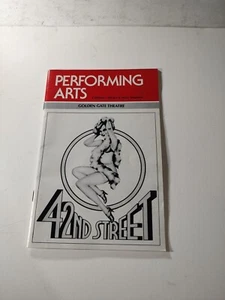 PERFORMING
ARTS
GOLDEN GATE THEATRE
42ND STREET